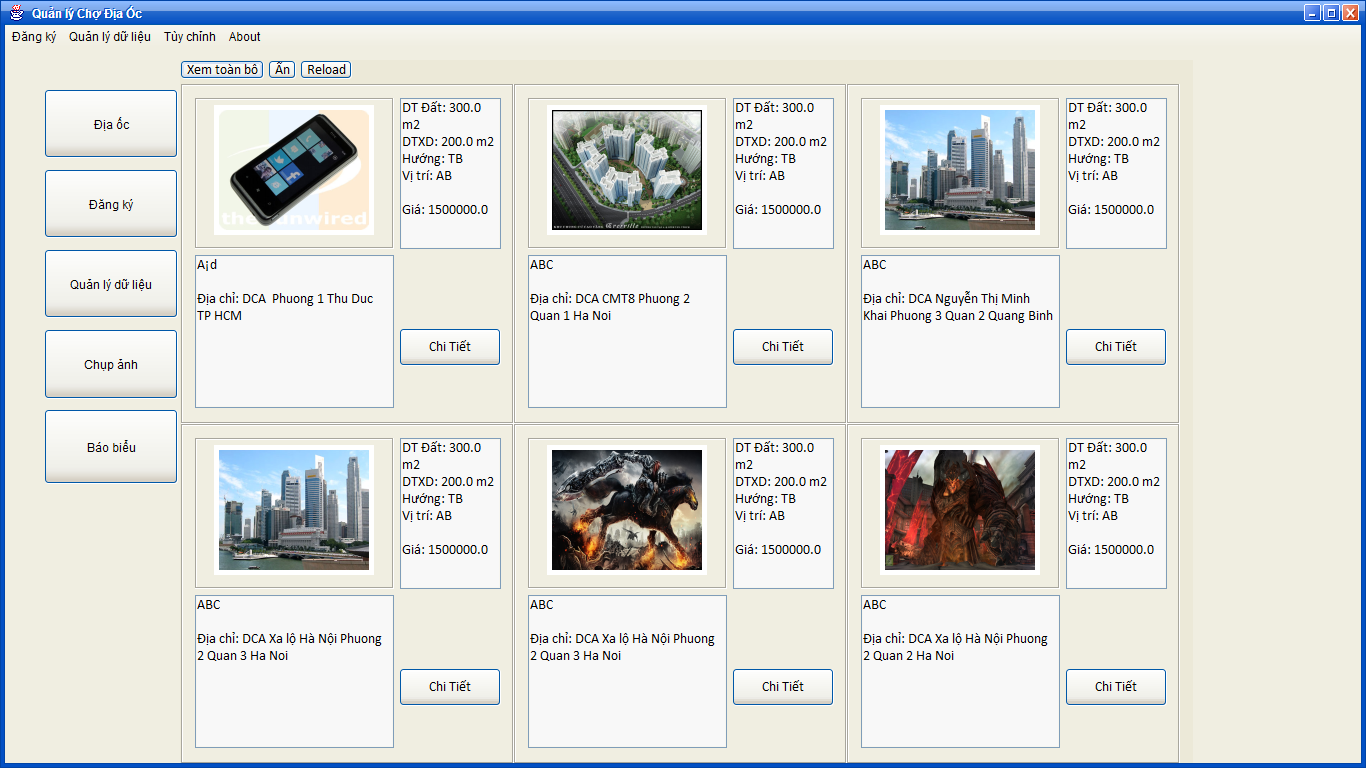 Quản lý Chợ Địa Ốc
Đăng ký Quản lý dữ liệu Tùy chỉnh About
Xem toàn bộ Ẩn Reload
Địa ốc
Đăng ký
Quản lý dữ liệu
Chụp ảnh
Báo biểu
DT Đất: 300.0
m2
DTXD: 200.0 m2
Hướng: TB
Vị trí: AB
Giá: 1500000.0
A¡d
Địa chỉ: DCA Phuong 1 Thu Duc
TP HCM
Chi Tiết
DT Đất: 300.0
m2
DTXD: 200.0 m2
Hướng: TB
Vị trí: AB
Giá: 1500000.0
ABC
Địa chỉ: DCA CMT8 Phuong 2
Quan 1 Ha Noi
Chi Tiết
DT Đất: 300.0
m2
DTXD: 200.0 m2
Hướng: TB
Vị trí: AB
Giá: 1500000.0
ABC
Địa chỉ: DCA Nguyễn Thị Minh
Khai Phuong 3 Quan 2 Quang Binh
Chi Tiết
DT Đất: 300.0
m2
DTXD: 200.0 m2
Hướng: TB
Vị trí: AB
Giá: 1500000.0
ABC
Địa chỉ: DCA Xa lộ Hà Nội Phuong
2 Quan 3 Ha Noi
Chi Tiết
DT Đất: 300.0
m2
DTXD: 200.0 m2
Hướng: TB
Vị trí: AB
Giá: 1500000.0
ABC
Địa chỉ: DCA Xa lộ Hà Nội Phuong
2 Quan 3 Ha Noi
Chi Tiết
DT Đất: 300.0
m2
DTXD: 200.0 m2
Hướng: TB
Vị trí: AB
Giá: 1500000.0
ABC
Địa chỉ: DCA Xa lộ Hà Nội Phuong
2 Quan 2 Ha Noi
Chi Tiết